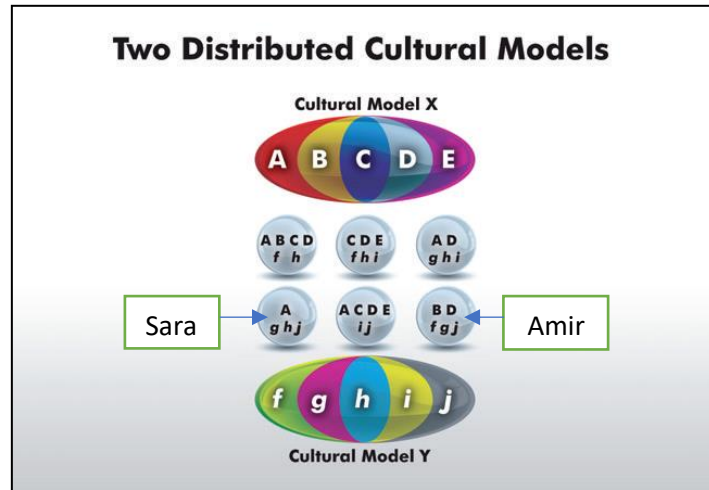 Two Distributed Cultural Models
Cultural Model X
A B C D E
A B C D
f h
C D E
f h i
A D
g h i
Sara
A
g h j
A C D E
i j
B D
f g j
Amir
f g h i j
Cultural Model Y